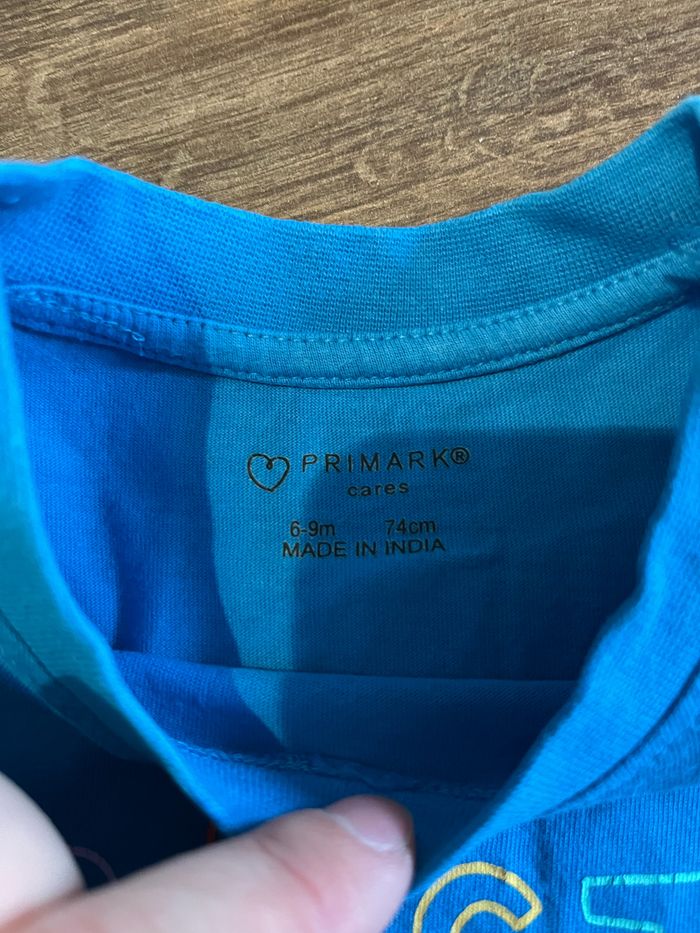 PRIMARK®
cares
6-9m 74cm
MADE IN INDIA